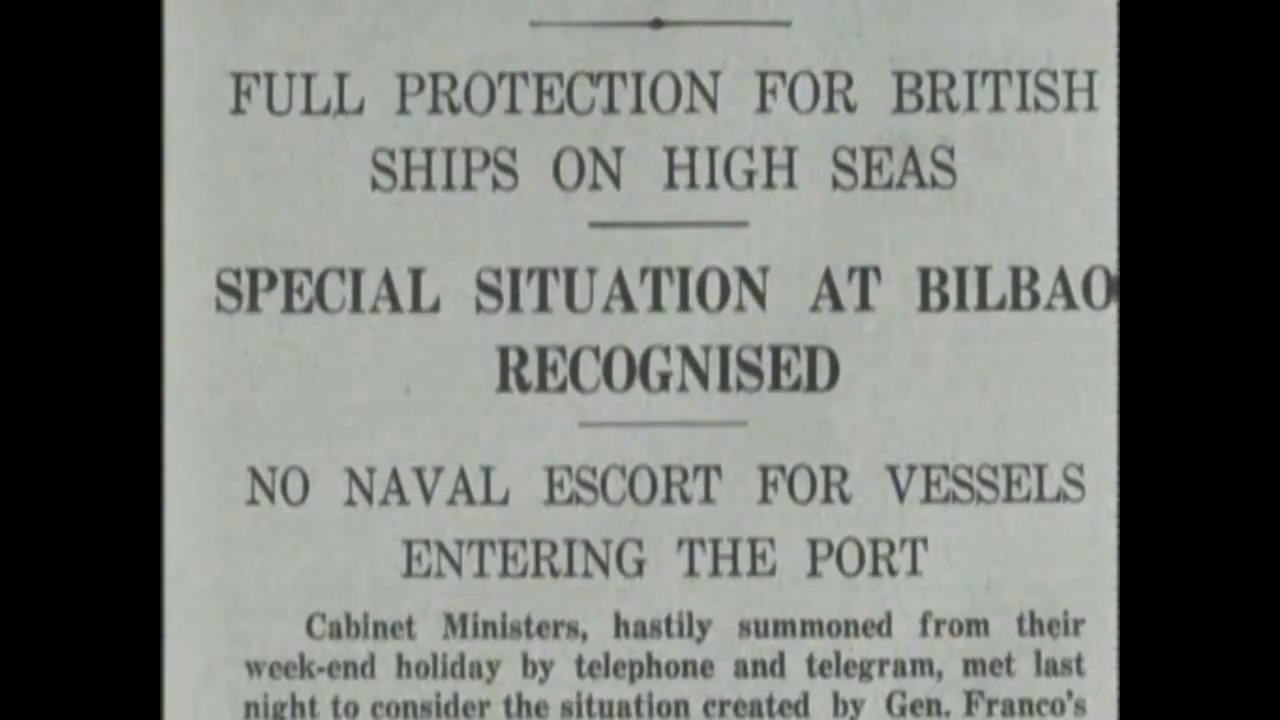 FULL PROTECTION FOR BRITISH
SHIPS ON HIGH SEAS
SPECIAL SITUATION AT BILBAO
RECOGNISED
NO NAVAL ESCORT FOR VESSELS
ENTERING THE PORT
Cabinet Ministers, hastily summoned from their
week-end holiday by telephone and telegram, met last
night to consider the situation created by Gen. Franco's